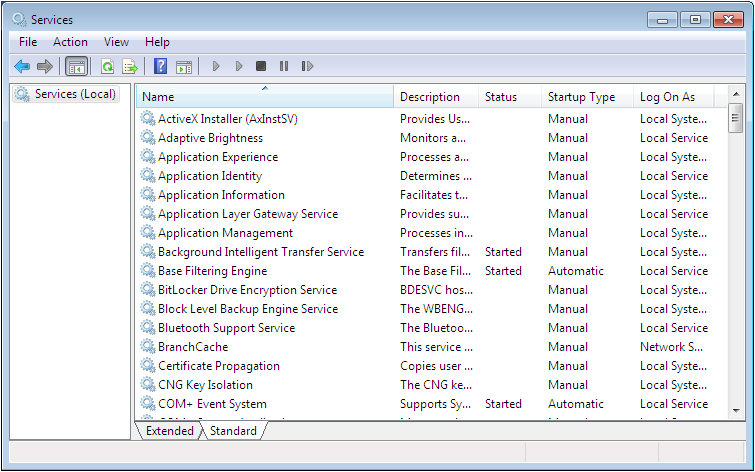 Services
File Action View Help
Services (Local)
Name Description Status Startup Type Log On As
ActiveX Installer (AxInstSV) Provides Us... Manual Local Syste...
Adaptive Brightness Monitors a... Manual Local Service
Application Experience Processes a... Manual Local Syste...
Application Identity Determines ... Manual Local Service
Application Information Facilitates t... Manual Local Syste...
Application Layer Gateway Service Provides su... Manual Local Service
Application Management Processes in... Manual Local Syste...
Background Intelligent Transfer Service Transfers fil... Started Manual Local Syste...
Base Filtering Engine The Base Fil... Started Automatic Local Service
BitLocker Drive Encryption Service BDESVC hos... Manual Local Syste...
Block Level Backup Engine Service The WBENG... Manual Local Syste...
Bluetooth Support Service The Bluetoo... Manual Local Service
BranchCache This service ... Manual Network S...
Certificate Propagation Copies user ... Manual Local Syste...
CNG Key Isolation The CNG ke... Manual Local Syste...
COM+ Event System Supports Sy... Started Automatic Local Service
Extended Standard